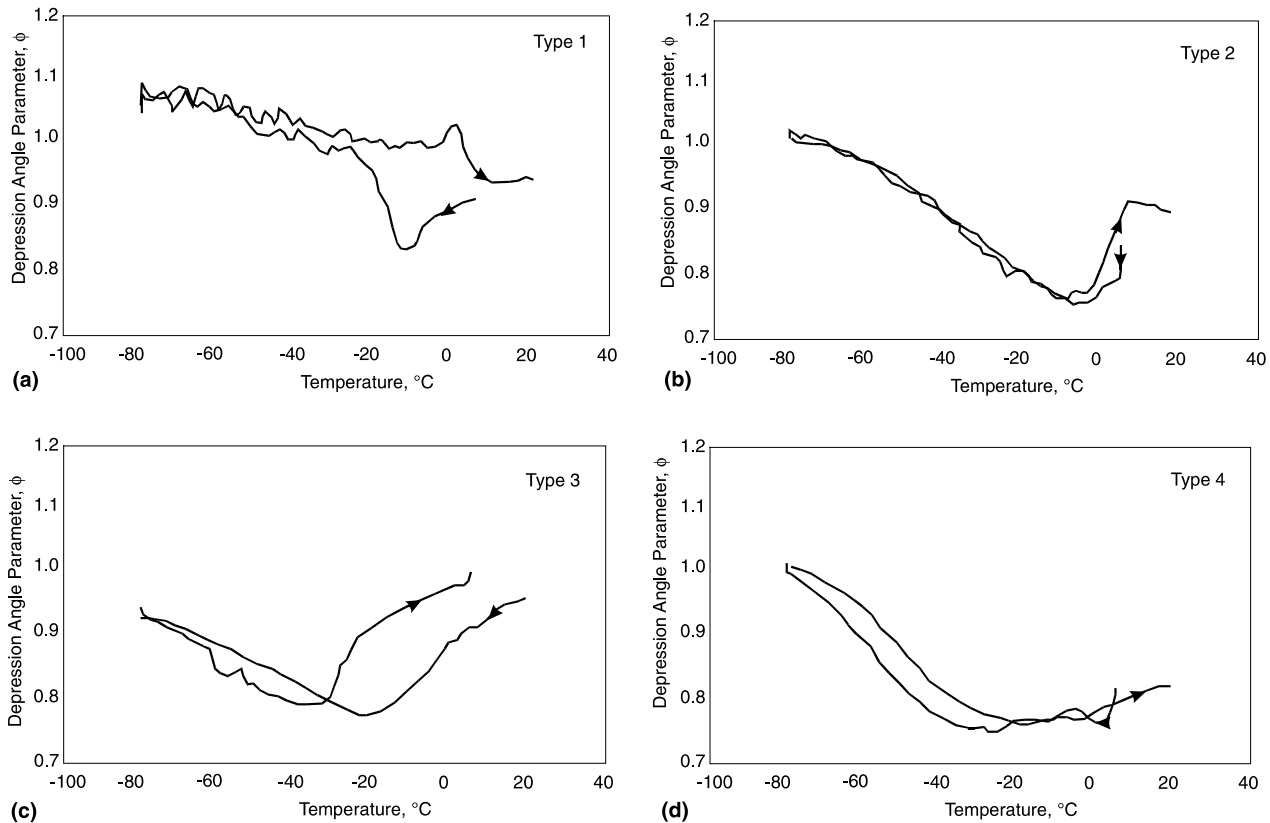 1.2
1.1
1.0
0.9
0.8
0.7
Depression Angle Parameter, ϕ
Type 1
-100 -80 -60 -40 -20 0 20 40
(a) Temperature, °C
1.2
1.1
1.0
0.9
0.8
0.7
Depression Angle Parameter, ϕ
Type 2
-100 -80 -60 -40 -20 0 20 40
(b) Temperature, °C
1.2
1.1
1.0
0.9
0.8
0.7
Depression Angle Parameter, ϕ
Type 3
-100 -80 -60 -40 -20 0 20 40
(c) Temperature, °C
1.2
1.1
1.0
0.9
0.8
0.7
Depression Angle Parameter, ϕ
Type 4
-100 -80 -60 -40 -20 0 20 40
(d) Temperature, °C